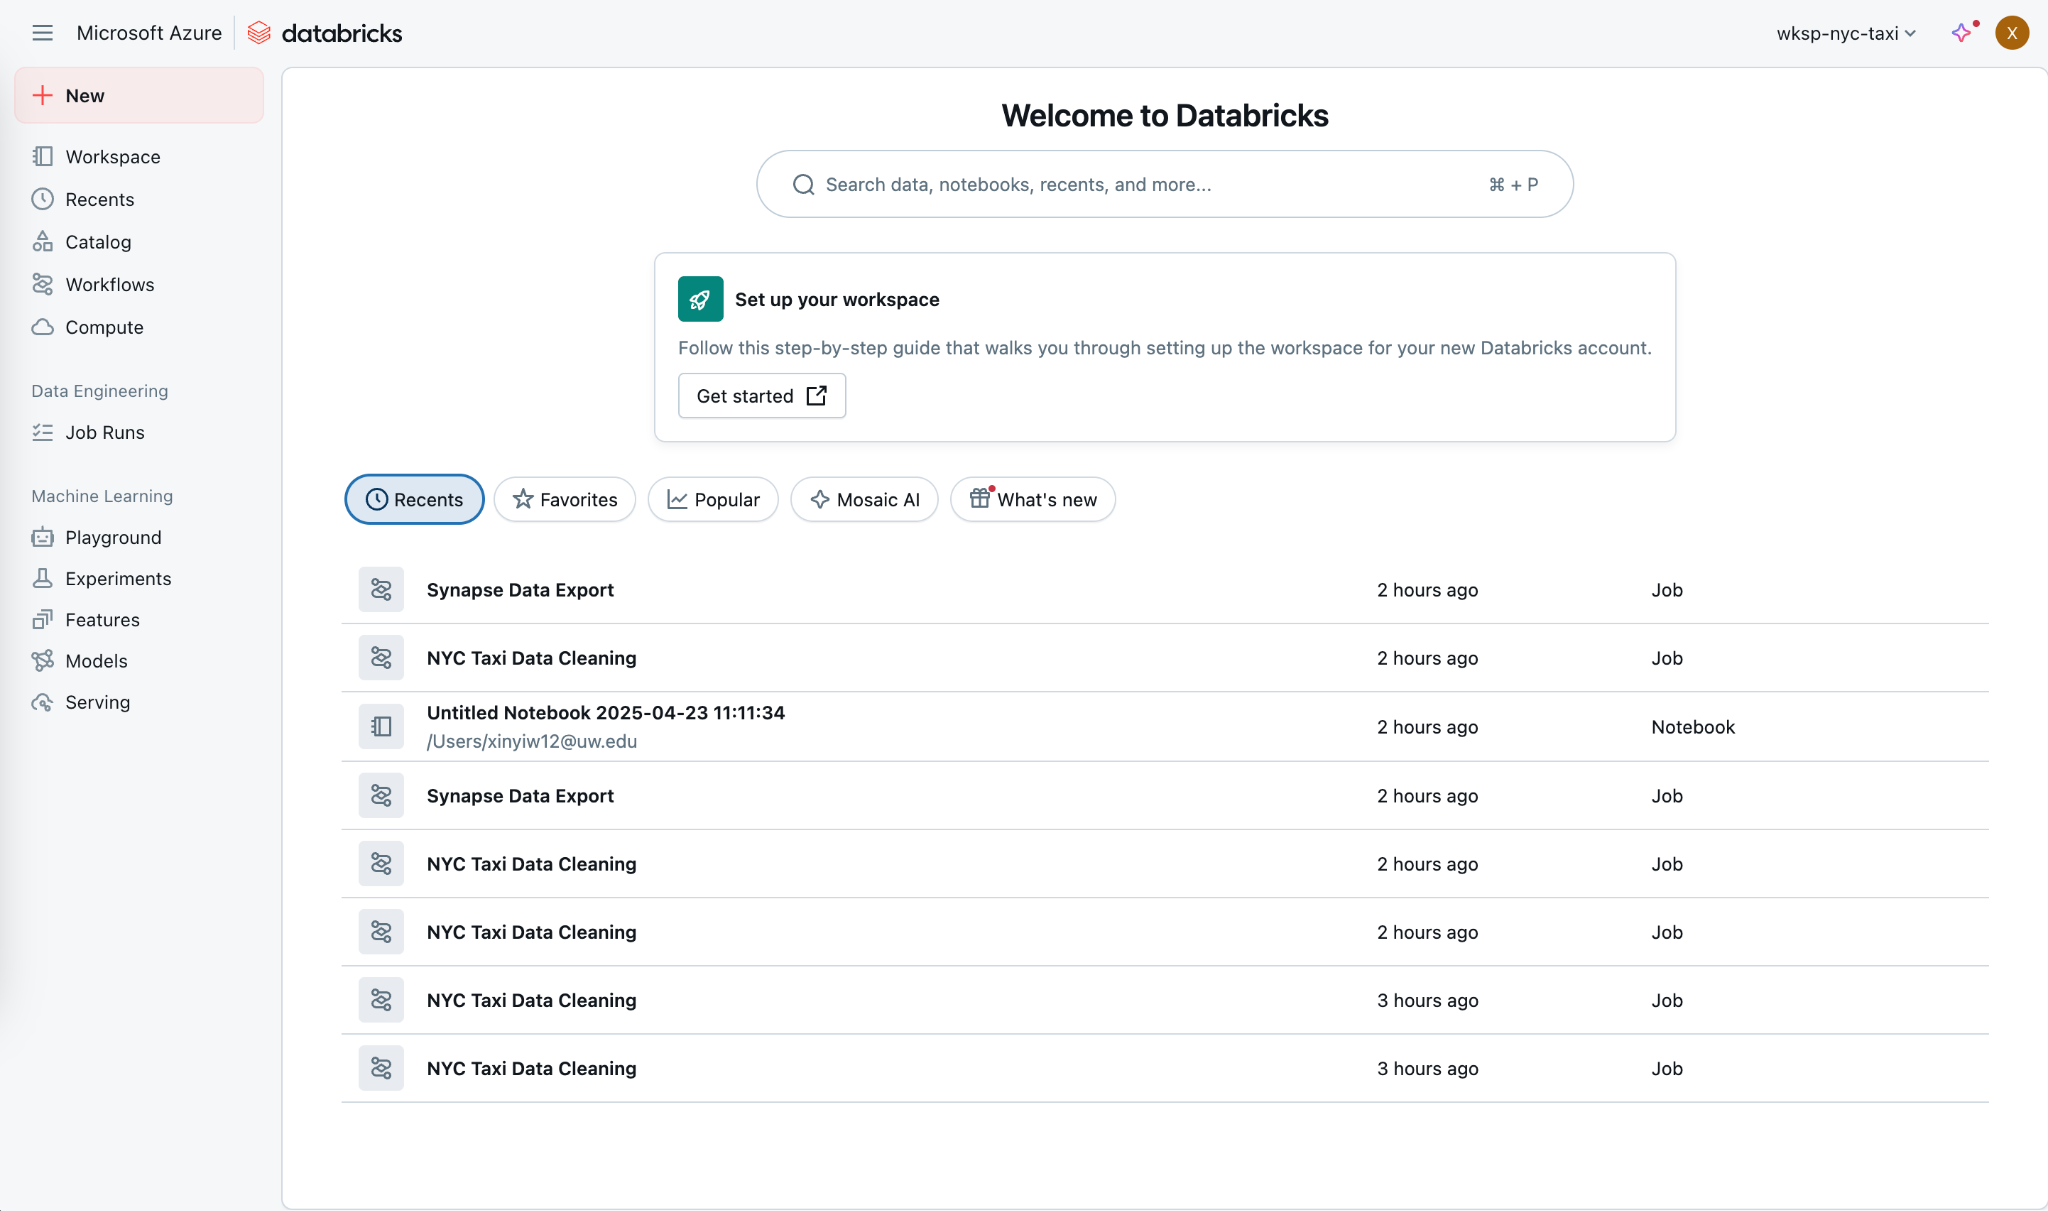 Microsoft Azure
databricks
wksp-nyc-taxi
X
New
Workspace
Recents
Catalog
Workflows
Compute
Data Engineering
Job Runs
Machine Learning
Playground
Experiments
Features
Models
Serving
Welcome to Databricks
Search data, notebooks, recents, and more...
⌘ + P
Set up your workspace
Follow this step-by-step guide that walks you through setting up the workspace for your new Databricks account.
Get started
Recents Favorites Popular Mosaic AI What's new
Synapse Data Export 2 hours ago Job
NYC Taxi Data Cleaning 2 hours ago Job
Untitled Notebook 2025-04-23 11:11:34
/Users/xinyiw12@uw.edu
2 hours ago Notebook
Synapse Data Export 2 hours ago Job
NYC Taxi Data Cleaning 2 hours ago Job
NYC Taxi Data Cleaning 2 hours ago Job
NYC Taxi Data Cleaning 3 hours ago Job
NYC Taxi Data Cleaning 3 hours ago Job